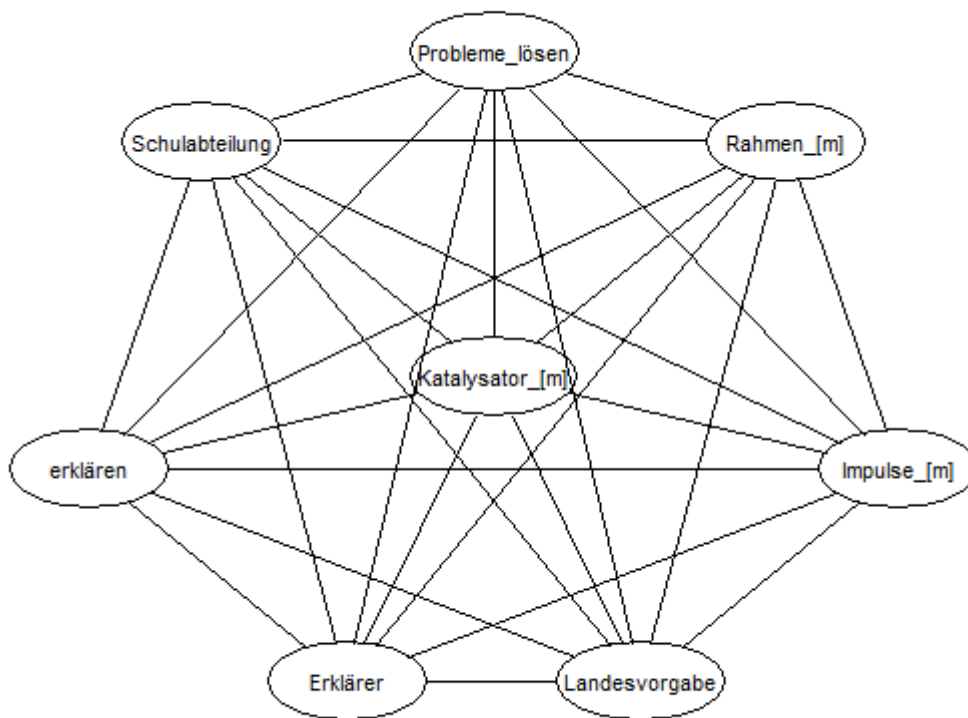 Probleme_lösen
Schulabteilung
Rahmen_[m]
Katalysator_[m]
erklären
Impulse_[m]
Erklärer
Landesvorgabe